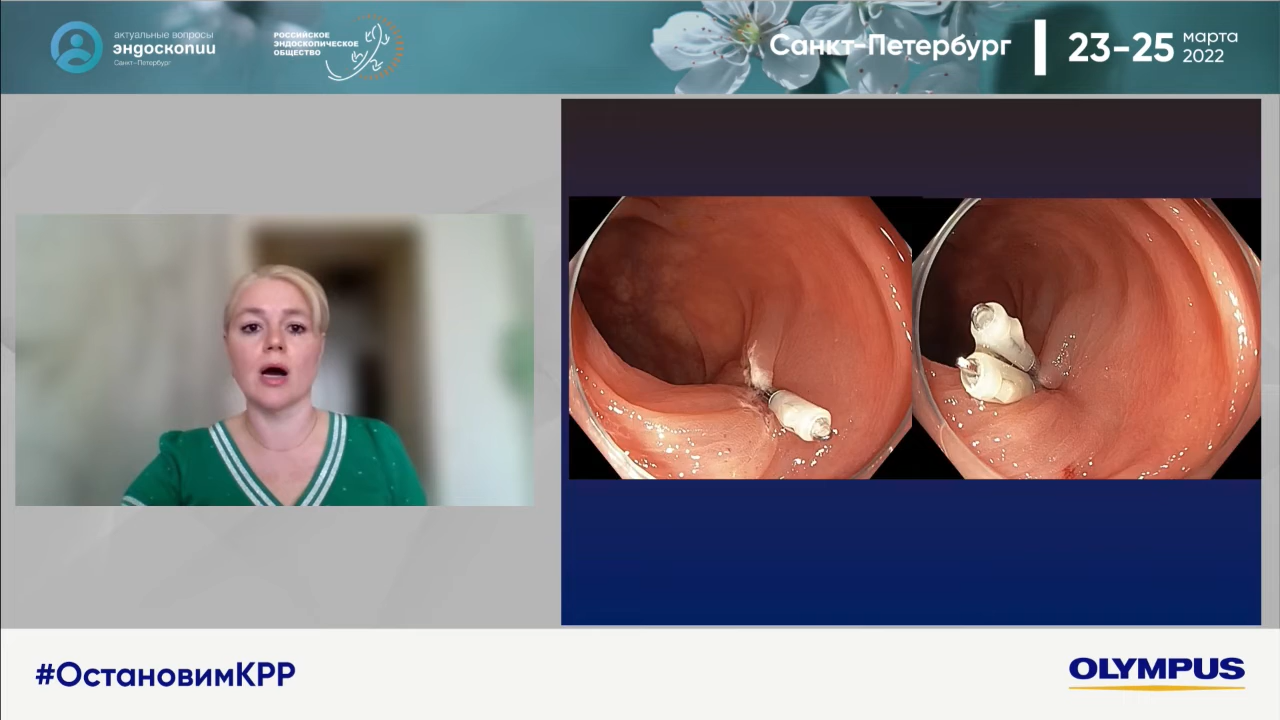 актуальные вопросы
эндоскопии
Санкт-Петербург
РОССИЙСКОЕ
ЭНДОСКОПИЧЕСКОЕ
ОБЩЕСТВО
Санкт-Петербург
23-25 марта
2022
#ОстановимКРР
OLYMPUS